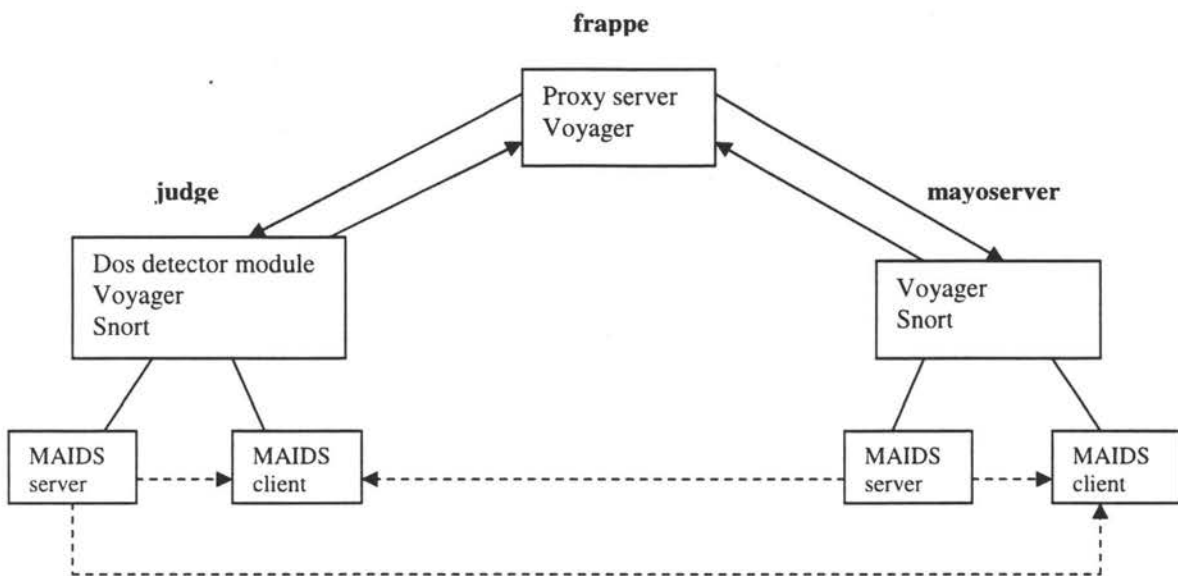 frappe
Proxy server
Voyager
judge
mayoserver
Dos detector module
Voyager
Snort
Voyager
Snort
MAIDS
server
MAIDS
client
MAIDS
server
MAIDS
client